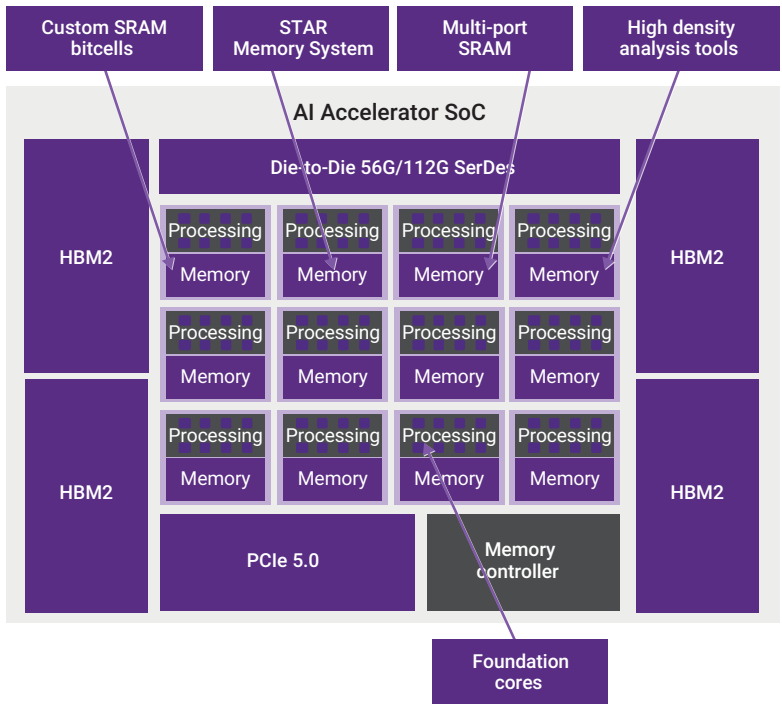 Custom SRAM
bitcells
STAR
Memory System
Multi-port
SRAM
High density
analysis tools
AI Accelerator SoC
Die-to-Die 56G/112G SerDes
HBM2
HBM2
Processing
Processing
Processing
Processing
Memory
Memory
Memory
Memory
Processing
Processing
Processing
Processing
Memory
Memory
Memory
Memory
Processing
Processing
Processing
Processing
Memory
Memory
Memory
Memory
HBM2
HBM2
PCIe 5.0
Memory
controller
Foundation
cores